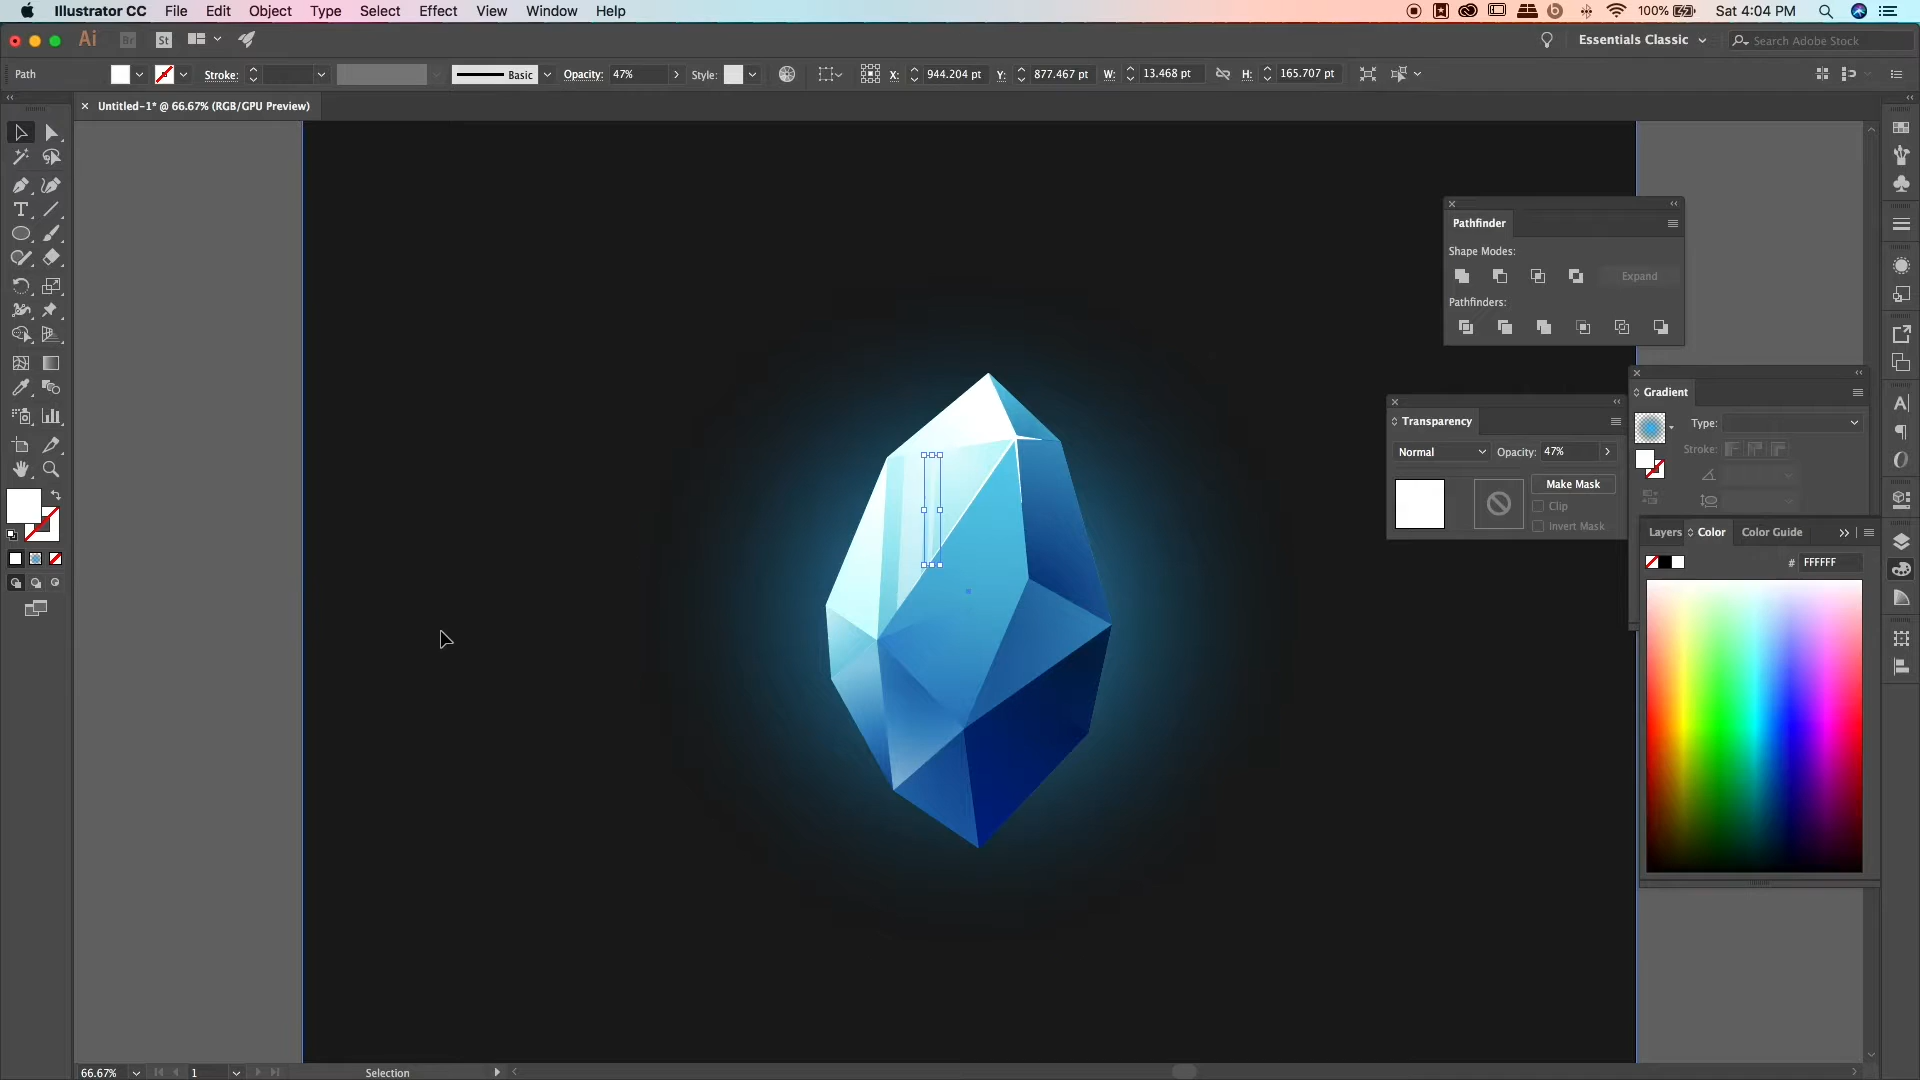 Illustrator CC File Edit Object Type Select Effect View Window Help 100% Sat 4:04 PM
Ai Br St Essentials Classic Search Adobe Stock
Path Stroke: Basic Opacity: 47% Style: X: 944.204 pt Y: 877.467 pt W: 13.468 pt H: 165.707 pt
Untitled-1* @ 66.67% (RGB/GPU Preview)
Pathfinder
Shape Modes:
Expand
Pathfinders:
Gradient
Type:
Stroke:
Transparency
Normal Opacity: 47%
Make Mask
Clip
Invert Mask
Layers Color Color Guide
# FFFFFF
66.67% 1 Selection